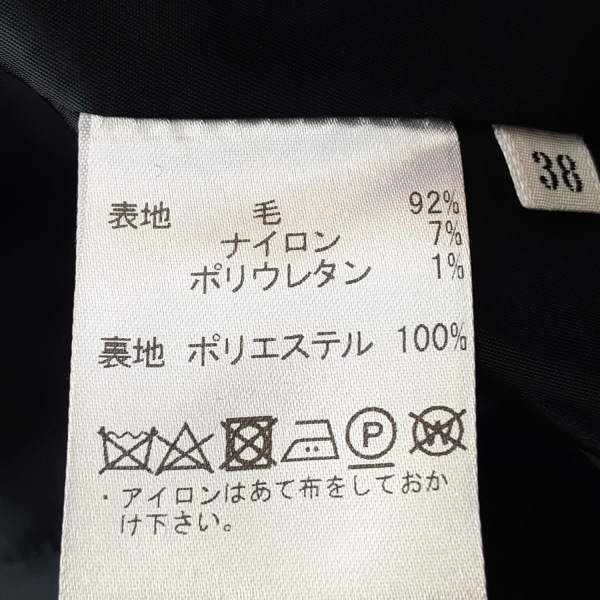 表地 毛 92%
ナイロン 7%
ポリウレタン 1%
裏地 ポリエステル 100%
P W
・アイロンはあて布をしておか
け下さい。
38